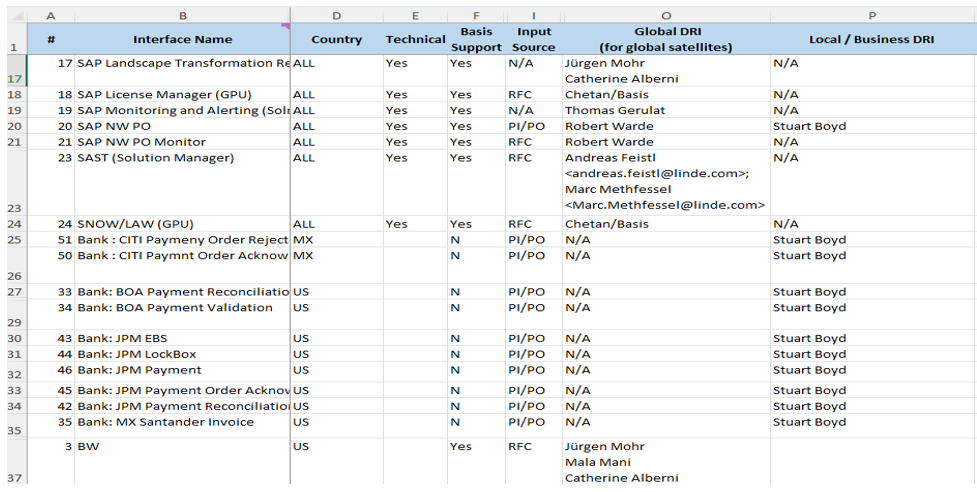 A B D E F I O P
1 # Interface Name Country Technical Basis Support Input Source Global DRI (for global satellites) Local / Business DRI
17 17 SAP Landscape Transformation Re ALL Yes Yes N/A Jürgen Mohr N/A
Catherine Alberni
18 18 SAP License Manager (GPU) ALL Yes Yes RFC Chetan/Basis N/A
19 19 SAP Monitoring and Alerting (Soln ALL Yes Yes N/A Thomas Gerulat N/A
20 20 SAP NW PO ALL Yes Yes PI/PO Robert Warde Stuart Boyd
21 21 SAP NW PO Monitor ALL Yes Yes RFC Robert Warde N/A
23 23 SAST (Solution Manager) ALL Yes Yes RFC Andreas Feistl N/A
<andreas.feistl@linde.com>;
Marc Methfessel
<Marc.Methfessel@linde.com>
24 24 SNOW/LAW (GPU) ALL Yes Yes RFC Chetan/Basis N/A
25 51 Bank : CITI Paymeny Order Reject MX N PI/PO N/A Stuart Boyd
26 50 Bank : CITI Paymnt Order Acknow MX N PI/PO N/A Stuart Boyd
27 33 Bank: BOA Payment Reconciliatio US N PI/PO N/A Stuart Boyd
29 34 Bank: BOA Payment Validation US N PI/PO N/A Stuart Boyd
30 43 Bank: JPM EBS US N PI/PO N/A Stuart Boyd
31 44 Bank: JPM LockBox US N PI/PO N/A Stuart Boyd
32 46 Bank: JPM Payment US N PI/PO N/A Stuart Boyd
33 45 Bank: JPM Payment Order Acknov US N PI/PO N/A Stuart Boyd
34 42 Bank: JPM Payment Reconciliatio US N PI/PO N/A Stuart Boyd
35 35 Bank: MX Santander Invoice US N PI/PO N/A Stuart Boyd
37 3 BW US Yes RFC Jürgen Mohr
Mala Mani
Catherine Alberni